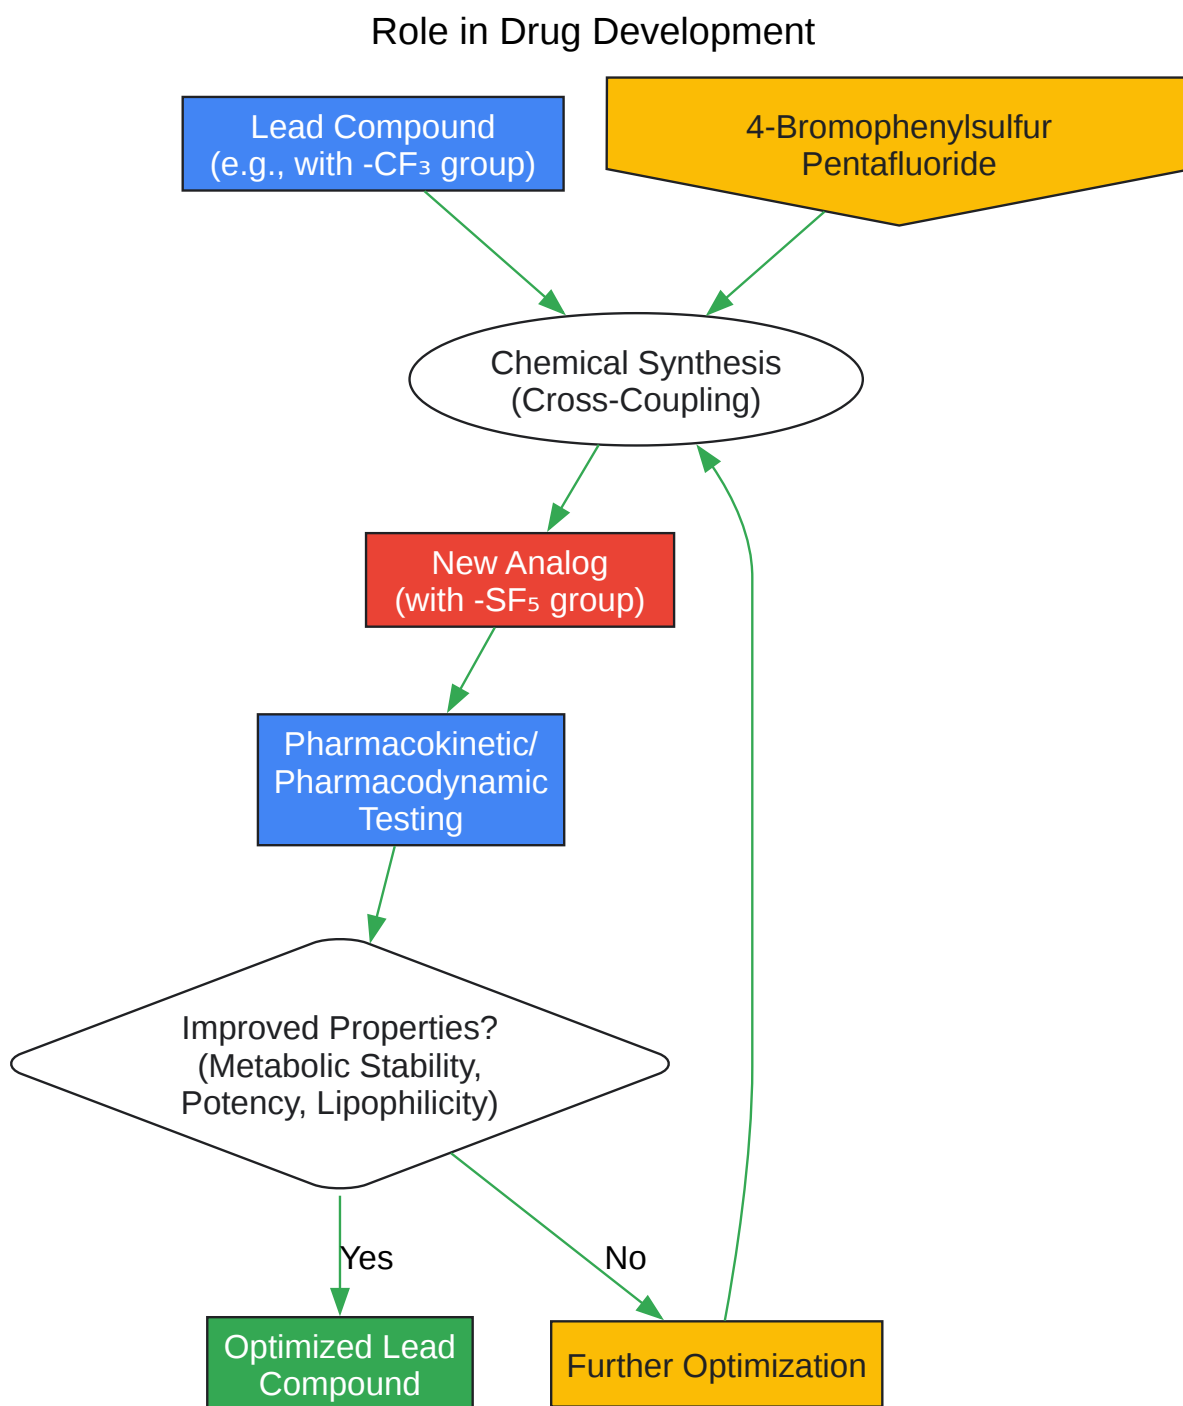 Role in Drug Development
Lead Compound
(e.g., with -CF₃ group)
4-Bromophenylsulfur
Pentafluoride
Chemical Synthesis
(Cross-Coupling)
New Analog
(with -SF₅ group)
Pharmacokinetic/
Pharmacodynamic
Testing
Improved Properties?
(Metabolic Stability,
Potency, Lipophilicity)
Yes
No
Optimized Lead
Compound
Further Optimization